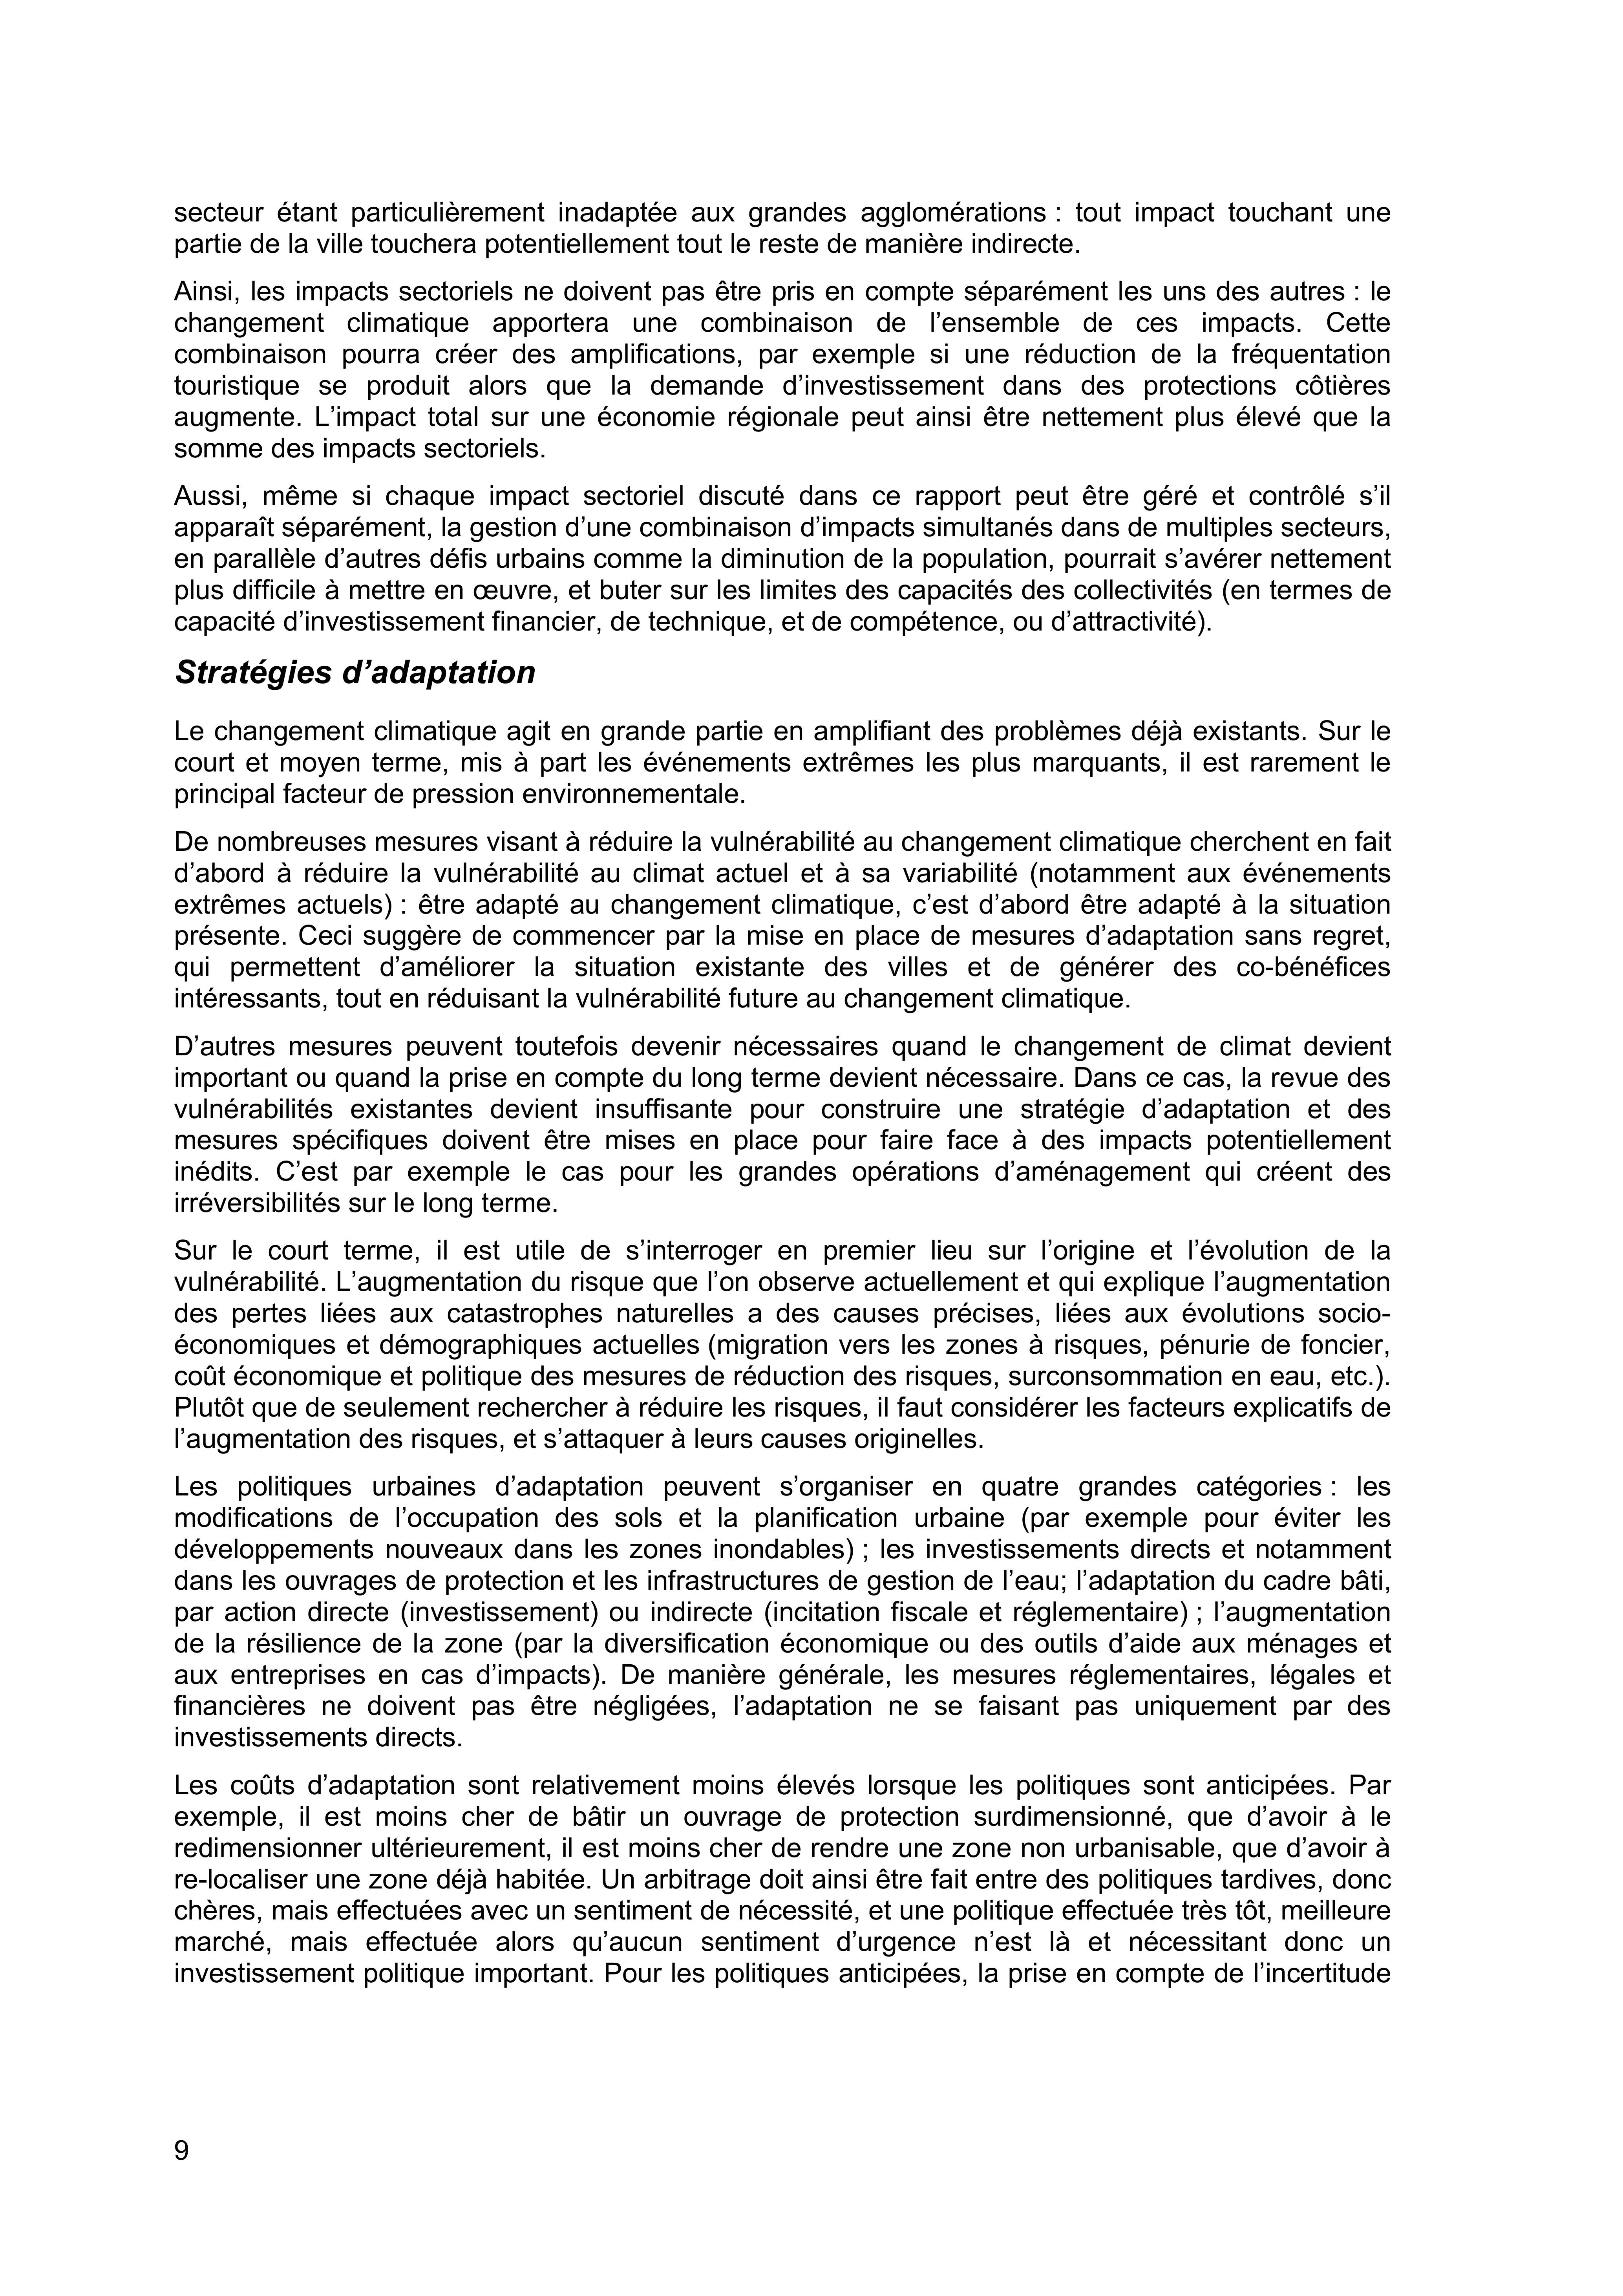 secteur étant particulièrement inadaptée aux grandes agglomérations : tout impact touchant une
partie de la ville touchera potentiellement tout le reste de manière indirecte.
Ainsi, les impacts sectoriels ne doivent pas être pris en compte séparément les uns des autres : le
changement climatique apportera une combinaison de l’ensemble de ces impacts. Cette
combinaison pourra créer des amplifications, par exemple si une réduction de la fréquentation
touristique se produit alors que la demande d’investissement dans des protections côtières
augmente. L’impact total sur une économie régionale peut ainsi être nettement plus élevé que la
somme des impacts sectoriels.
Aussi, même si chaque impact sectoriel discuté dans ce rapport peut être géré et contrôlé s’il
apparaît séparément, la gestion d’une combinaison d’impacts simultanés dans de multiples secteurs,
en parallèle d’autres défis urbains comme la diminution de la population, pourrait s’avérer nettement
plus difficile à mettre en œuvre, et buter sur les limites des capacités des collectivités (en termes de
capacité d’investissement financier, de technique, et de compétence, ou d’attractivité).
Stratégies d’adaptation
Le changement climatique agit en grande partie en amplifiant des problèmes déjà existants. Sur le
court et moyen terme, mis à part les événements extrêmes les plus marquants, il est rarement le
principal facteur de pression environnementale.
De nombreuses mesures visant à réduire la vulnérabilité au changement climatique cherchent en fait
d’abord à réduire la vulnérabilité au climat actuel et à sa variabilité (notamment aux événements
extrêmes actuels) : être adapté au changement climatique, c’est d’abord être adapté à la situation
présente. Ceci suggère de commencer par la mise en place de mesures d’adaptation sans regret,
qui permettent d’améliorer la situation existante des villes et de générer des co-bénéfices
intéressants, tout en réduisant la vulnérabilité future au changement climatique.
D’autres mesures peuvent toutefois devenir nécessaires quand le changement de climat devient
important ou quand la prise en compte du long terme devient nécessaire. Dans ce cas, la revue des
vulnérabilités existantes devient insuffisante pour construire une stratégie d’adaptation et des
mesures spécifiques doivent être mises en place pour faire face à des impacts potentiellement
inédits. C’est par exemple le cas pour les grandes opérations d’aménagement qui créent des
irréversibilités sur le long terme.
Sur le court terme, il est utile de s’interroger en premier lieu sur l’origine et l’évolution de la
vulnérabilité. L’augmentation du risque que l’on observe actuellement et qui explique l’augmentation
des pertes liées aux catastrophes naturelles a des causes précises, liées aux évolutions socio-
économiques et démographiques actuelles (migration vers les zones à risques, pénurie de foncier,
coût économique et politique des mesures de réduction des risques, surconsommation en eau, etc.).
Plutôt que de seulement rechercher à réduire les risques, il faut considérer les facteurs explicatifs de
l’augmentation des risques, et s’attaquer à leurs causes originelles.
Les politiques urbaines d’adaptation peuvent s’organiser en quatre grandes catégories : les
modifications de l’occupation des sols et la planification urbaine (par exemple pour éviter les
développements nouveaux dans les zones inondables) ; les investissements directs et notamment
dans les ouvrages de protection et les infrastructures de gestion de l’eau; l’adaptation du cadre bâti,
par action directe (investissement) ou indirecte (incitation fiscale et réglementaire) ; l’augmentation
de la résilience de la zone (par la diversification économique ou des outils d’aide aux ménages et
aux entreprises en cas d’impacts). De manière générale, les mesures réglementaires, légales et
financières ne doivent pas être négligées, l’adaptation ne se faisant pas uniquement par des
investissements directs.
Les coûts d’adaptation sont relativement moins élevés lorsque les politiques sont anticipées. Par
exemple, il est moins cher de bâtir un ouvrage de protection surdimensionné, que d’avoir à le
redimensionner ultérieurement, il est moins cher de rendre une zone non urbanisable, que d’avoir à
re-localiser une zone déjà habitée. Un arbitrage doit ainsi être fait entre des politiques tardives, donc
chères, mais effectuées avec un sentiment de nécessité, et une politique effectuée très tôt, meilleure
marché, mais effectuée alors qu’aucun sentiment d’urgence n’est là et nécessitant donc un
investissement politique important. Pour les politiques anticipées, la prise en compte de l’incertitude
9